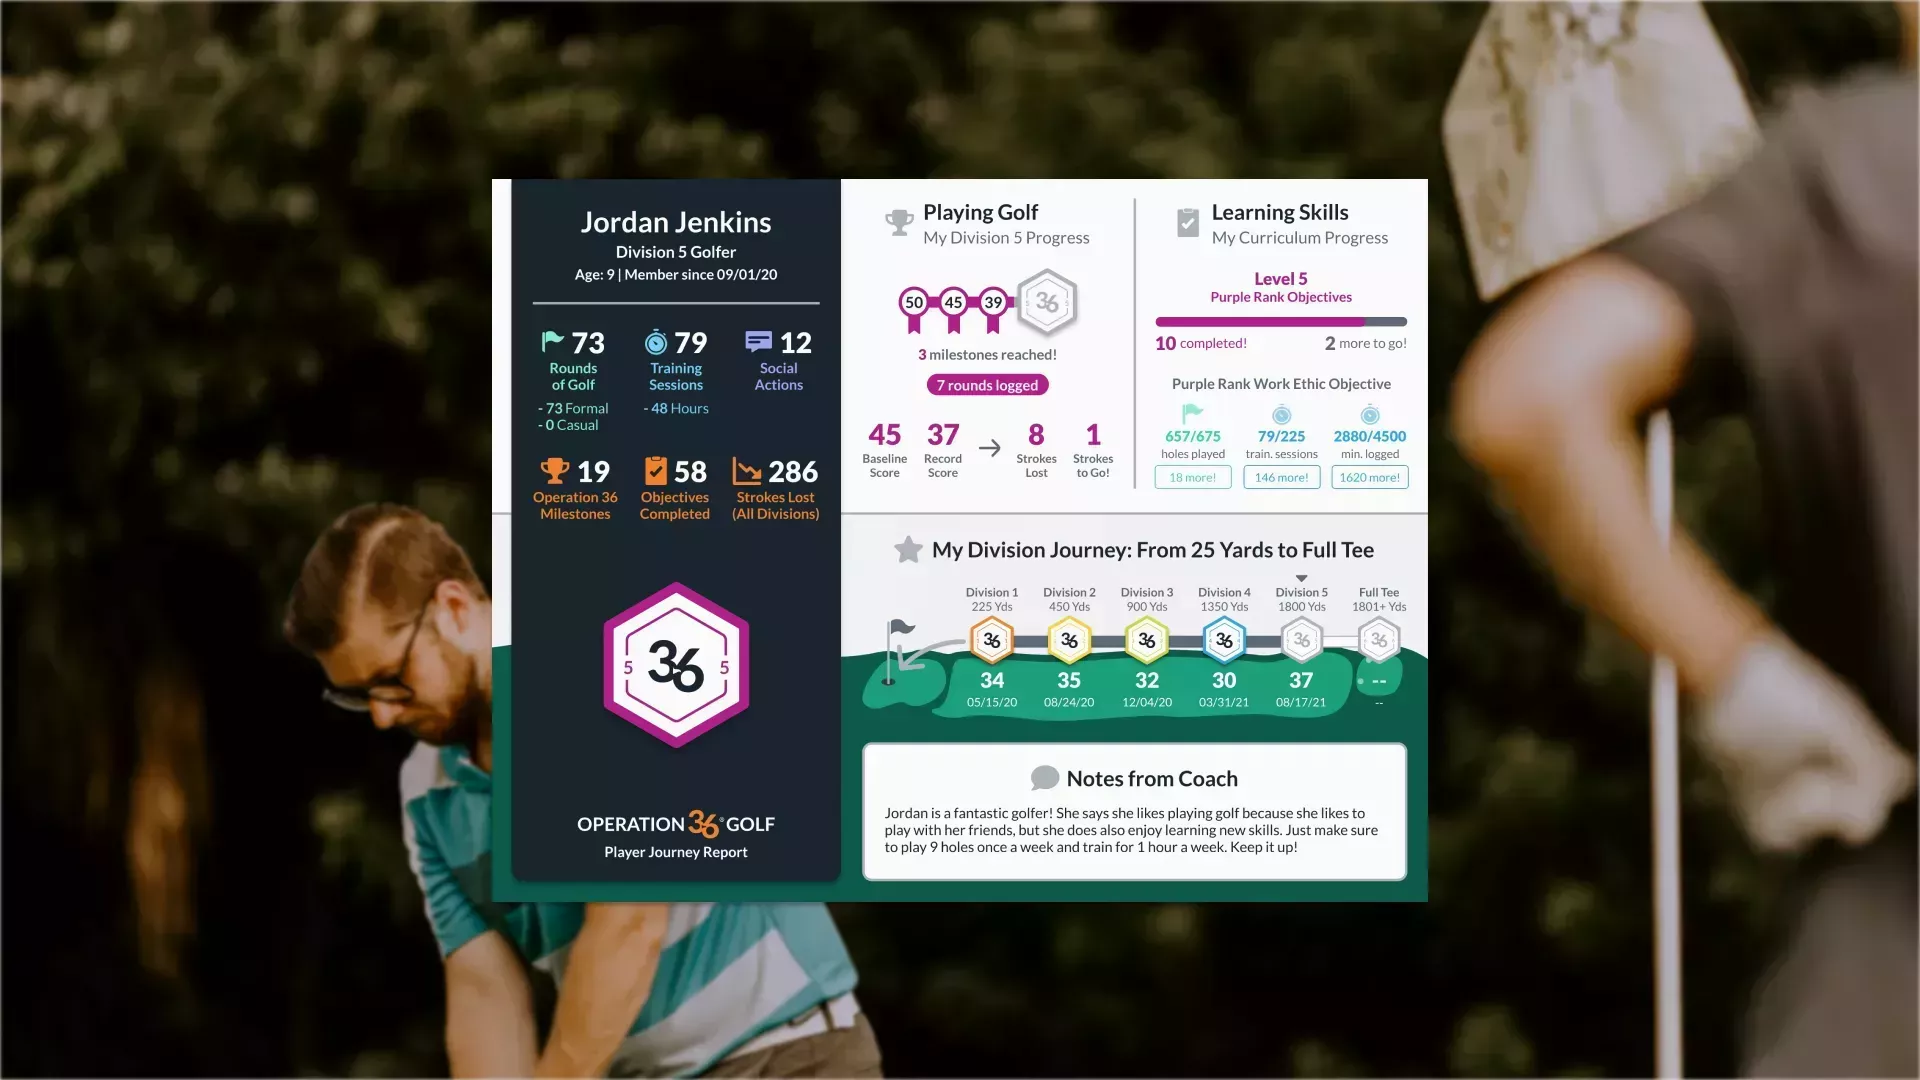 Jordan Jenkins
Division 5 Golfer
Age: 9 | Member since 09/01/20
73
Rounds
of Golf
- 73 Formal
- 0 Casual
79
Training
Sessions
- 48 Hours
12
Social
Actions
19
Operation 36
Milestones
58
Objectives
Completed
286
Strokes Lost
(All Divisions)
5 36 5
OPERATION 36® GOLF
Player Journey Report
Playing Golf
My Division 5 Progress
50 45 39 36
3 milestones reached!
7 rounds logged
45
Baseline
Score
37
Record
Score
8
Strokes
Lost
1
Strokes
to Go!
Learning Skills
My Curriculum Progress
Level 5
Purple Rank Objectives
10 completed!
2 more to go!
Purple Rank Work Ethic Objective
657/675
holes played
18 more!
79/225
train. sessions
146 more!
2880/4500
min. logged
1620 more!
My Division Journey: From 25 Yards to Full Tee
Division 1
225 Yds
36
34
05/15/20
Division 2
450 Yds
36
35
08/24/20
Division 3
900 Yds
36
32
12/04/20
Division 4
1350 Yds
36
30
03/31/21
Division 5
1800 Yds
36
37
08/17/21
Full Tee
1801+ Yds
36
--
--
Notes from Coach
Jordan is a fantastic golfer! She says she likes playing golf because she likes to
play with her friends, but she does also enjoy learning new skills. Just make sure
to play 9 holes once a week and train for 1 hour a week. Keep it up!